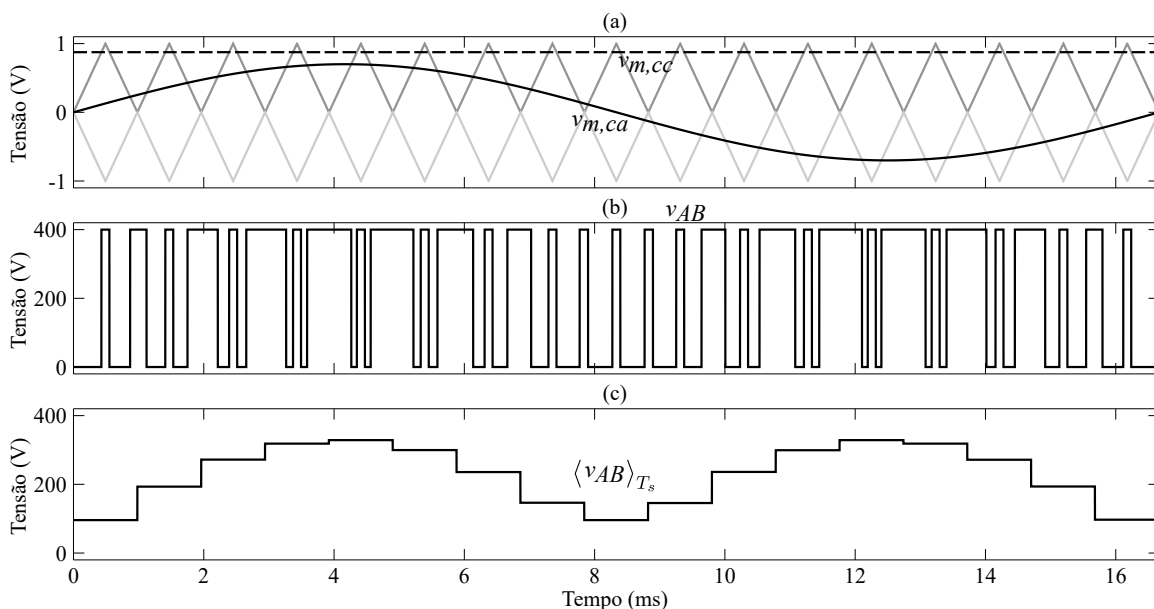 (a)
1
0
-1
Tensão (V)
v_{m,cc}
v_{m,ca}
(b)
v_{AB}
400
200
0
Tensão (V)
(c)
400
200
0
Tensão (V)
⟨v_{AB}⟩_{T_s}
0 2 4 6 8 10 12 14 16
Tempo (ms)